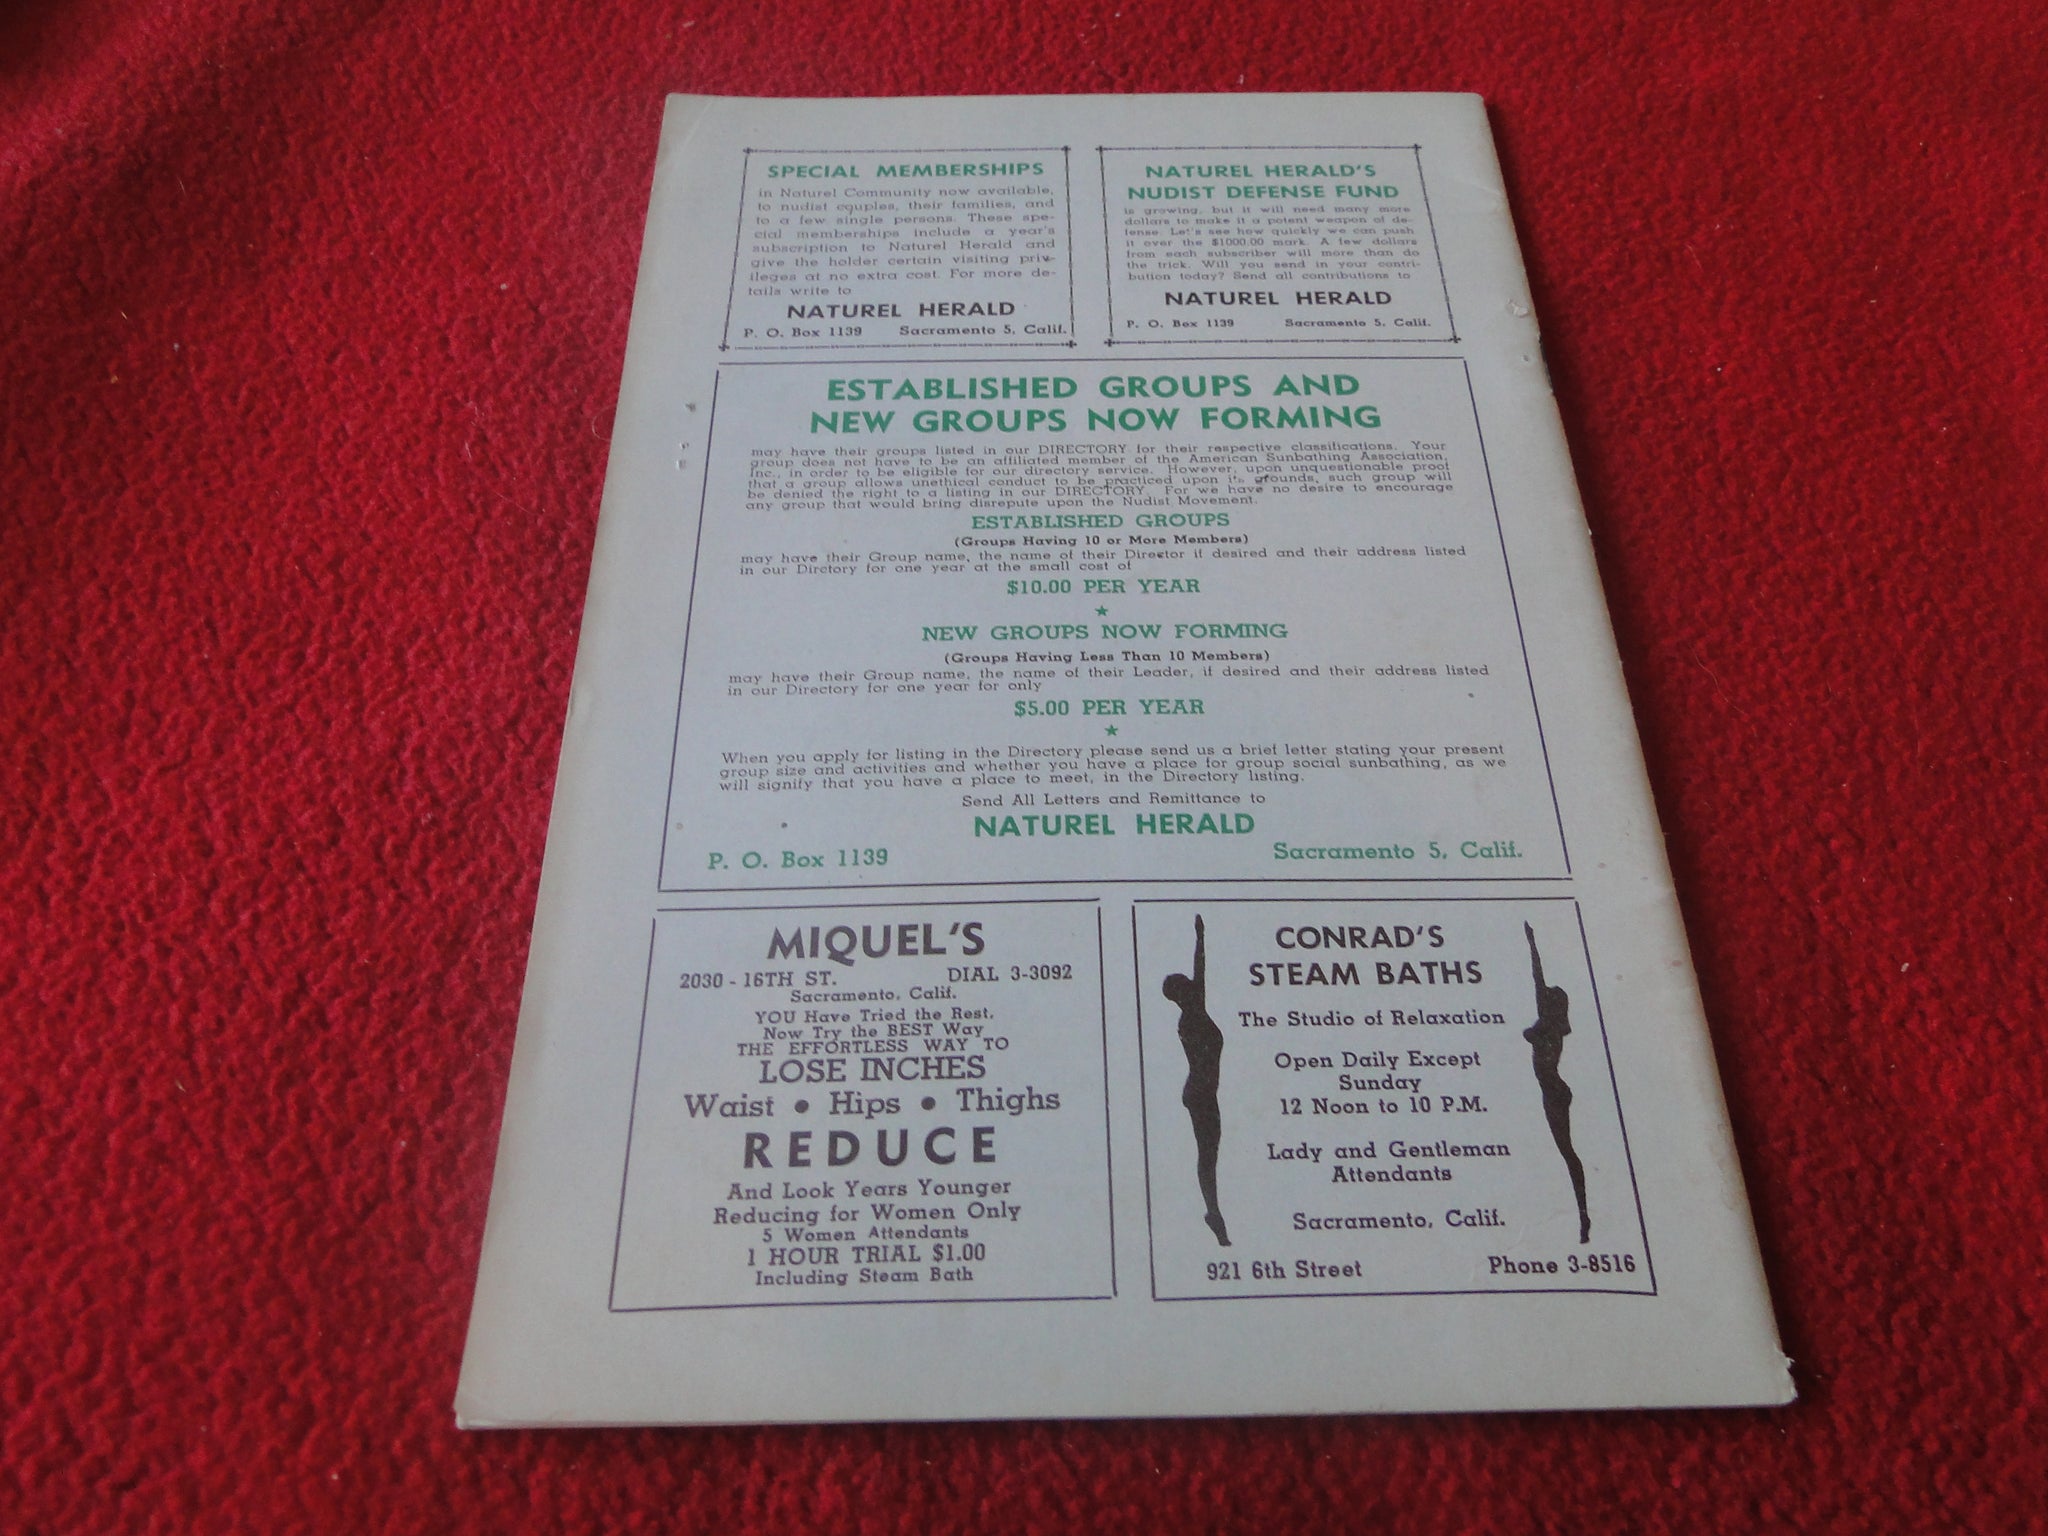 SPECIAL MEMBERSHIPS
in Naturel Community now available,
to nudist couples, their families, and
to a few single persons. These spe-
cial memberships include a year's
subscription to Naturel Herald and
give the holder certain visiting priv-
ileges at no extra cost. For more de-
tails write to
NATUREL HERALD
P. O. Box 1139 Sacramento 5, Calif.
NATUREL HERALD'S
NUDIST DEFENSE FUND
is growing, but it will need many more
dollars to make it a potent weapon of de-
fense. Let's see how quickly we can push
it over the $1000.00 mark. A few dollars
from each subscriber will more than do
the trick. Will you send in your contri-
bution today? Send all contributions to
NATUREL HERALD
P. O. Box 1139 Sacramento 5, Calif.
ESTABLISHED GROUPS AND
NEW GROUPS NOW FORMING
may have their groups listed in our DIRECTORY for their respective classifications. Your
group does not have to be an affiliated member of the American Sunbathing Association,
Inc., in order to be eligible for our directory service. However, upon unquestionable proof
that a group allows unethical conduct to be practiced upon its grounds, such group will
be denied the right to a listing in our DIRECTORY. For we have no desire to encourage
any group that would bring disrepute upon the Nudist Movement.
ESTABLISHED GROUPS
(Groups Having 10 or More Members)
may have their Group name, the name of their Director if desired and their address listed
in our Dirctory for one year at the small cost of
$10.00 PER YEAR
★
NEW GROUPS NOW FORMING
(Groups Having Less Than 10 Members)
may have their Group name, the name of their Leader, if desired and their address listed
in our Directory for one year for only
$5.00 PER YEAR
★
When you apply for listing in the Directory please send us a brief letter stating your present
group size and activities and whether you have a place for group social sunbathing, as we
will signify that you have a place to meet, in the Directory listing.
Send All Letters and Remittance to
NATUREL HERALD
P. O. Box 1139 Sacramento 5, Calif.
MIQUEL'S
2030 - 16TH ST. DIAL 3-3092
Sacramento, Calif.
YOU Have Tried the Rest,
Now Try the BEST Way
THE EFFORTLESS WAY TO
LOSE INCHES
Waist • Hips • Thighs
REDUCE
And Look Years Younger
Reducing for Women Only
5 Women Attendants
1 HOUR TRIAL $1.00
Including Steam Bath
CONRAD'S
STEAM BATHS
The Studio of Relaxation
Open Daily Except
Sunday
12 Noon to 10 P.M.
Lady and Gentleman
Attendants
Sacramento, Calif.
921 6th Street Phone 3-8516